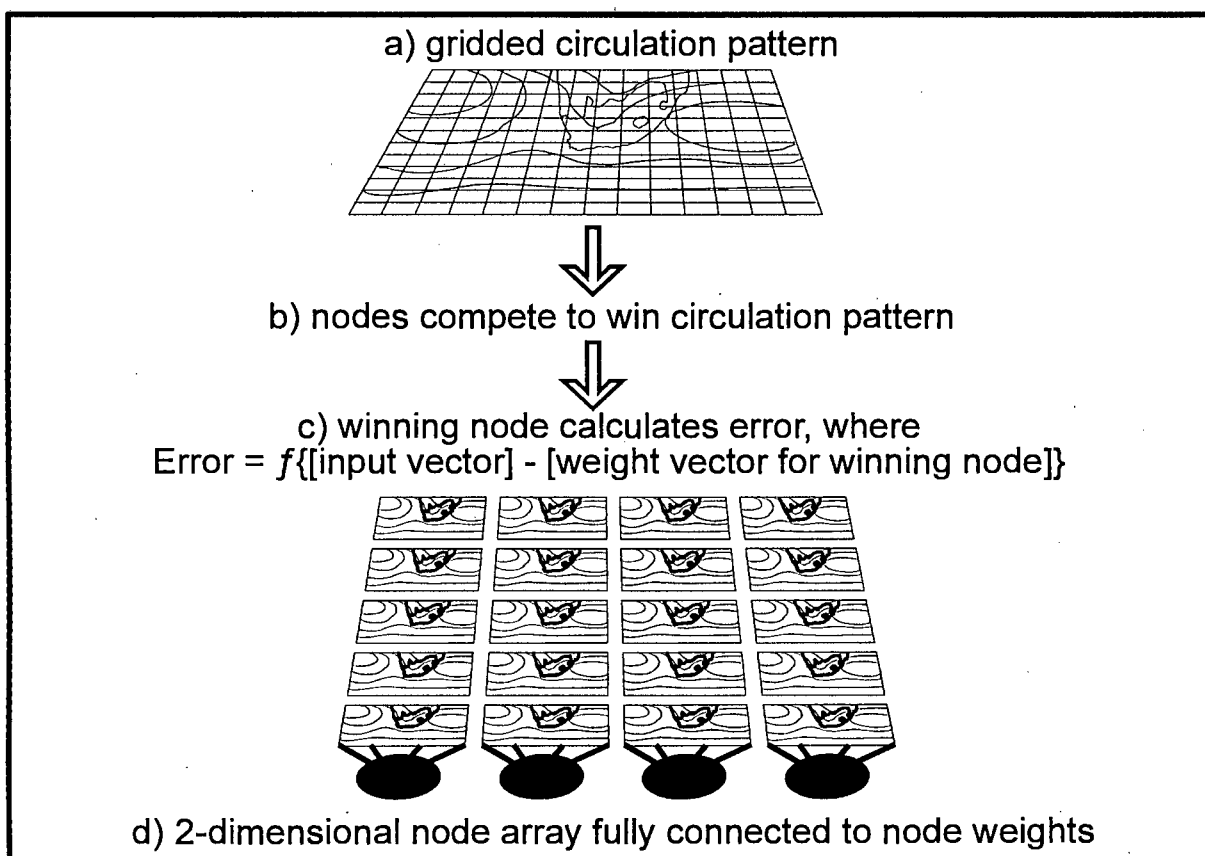 a) gridded circulation pattern
b) nodes compete to win circulation pattern
c) winning node calculates error, where
Error = ƒ{[input vector] - [weight vector for winning node]}
d) 2-dimensional node array fully connected to node weights